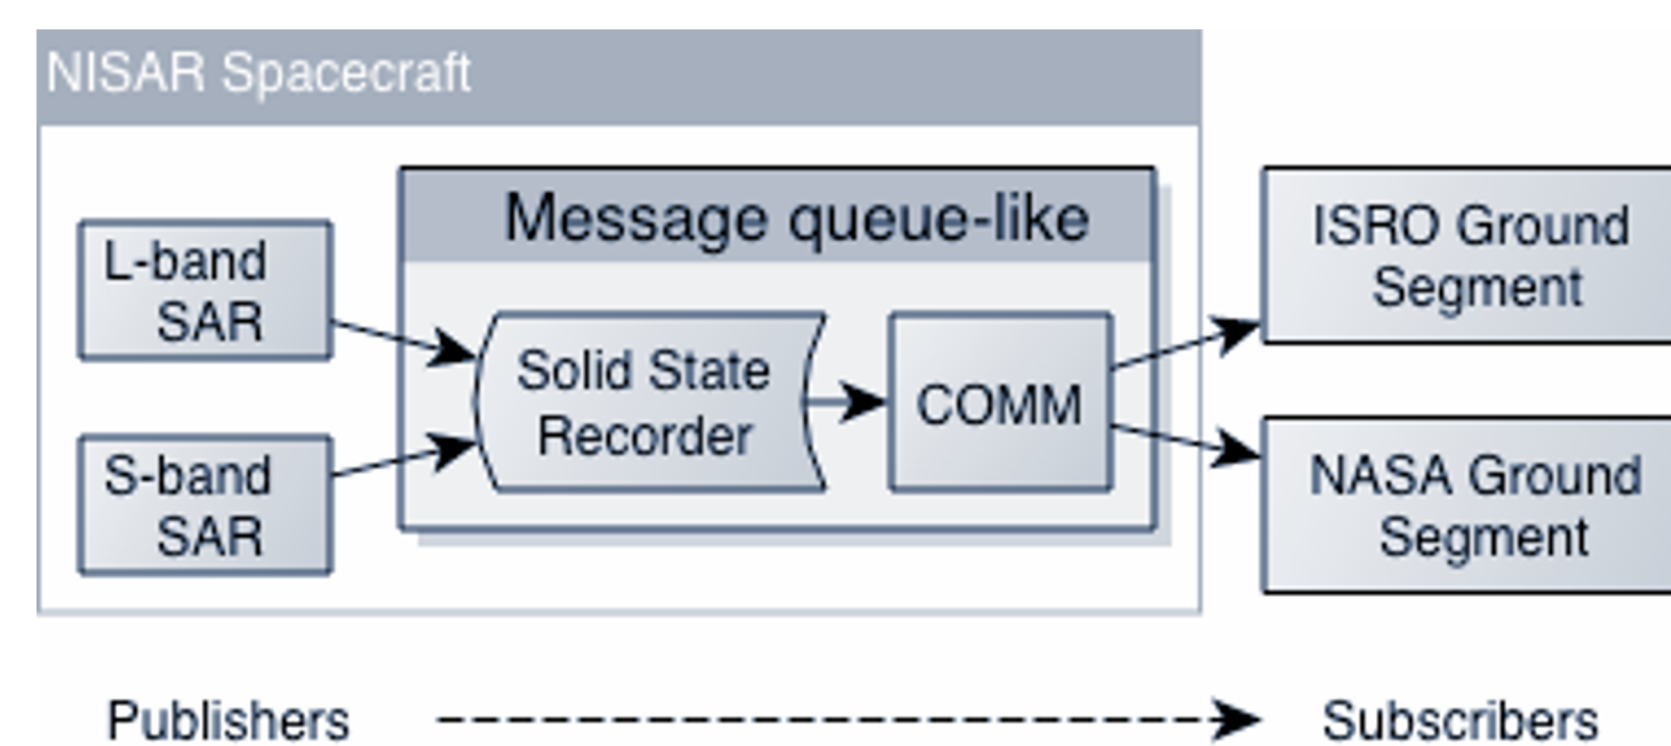 NISAR Spacecraft
Message queue-like
L-band
SAR
S-band
SAR
Solid State
Recorder
COMM
ISRO Ground
Segment
NASA Ground
Segment
Publishers
Subscribers